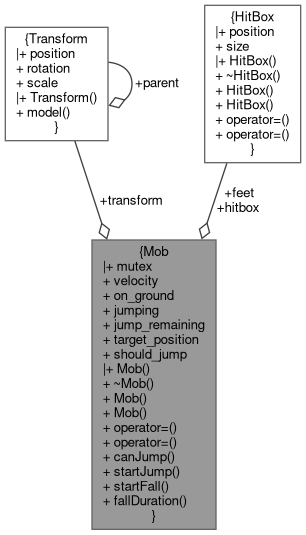 {Transform
|+ position
+ rotation
+ scale
|+ Transform()
+ model()
}
+parent
{HitBox
|+ position
+ size
|+ HitBox()
+ ~HitBox()
+ HitBox()
+ HitBox()
+ operator=()
+ operator=()
}
+transform
+feet
+hitbox
{Mob
|+ mutex
+ velocity
+ on_ground
+ jumping
+ jump_remaining
+ target_position
+ should_jump
|+ Mob()
+ ~Mob()
+ Mob()
+ Mob()
+ operator=()
+ operator=()
+ canJump()
+ startJump()
+ startFall()
+ fallDuration()
}